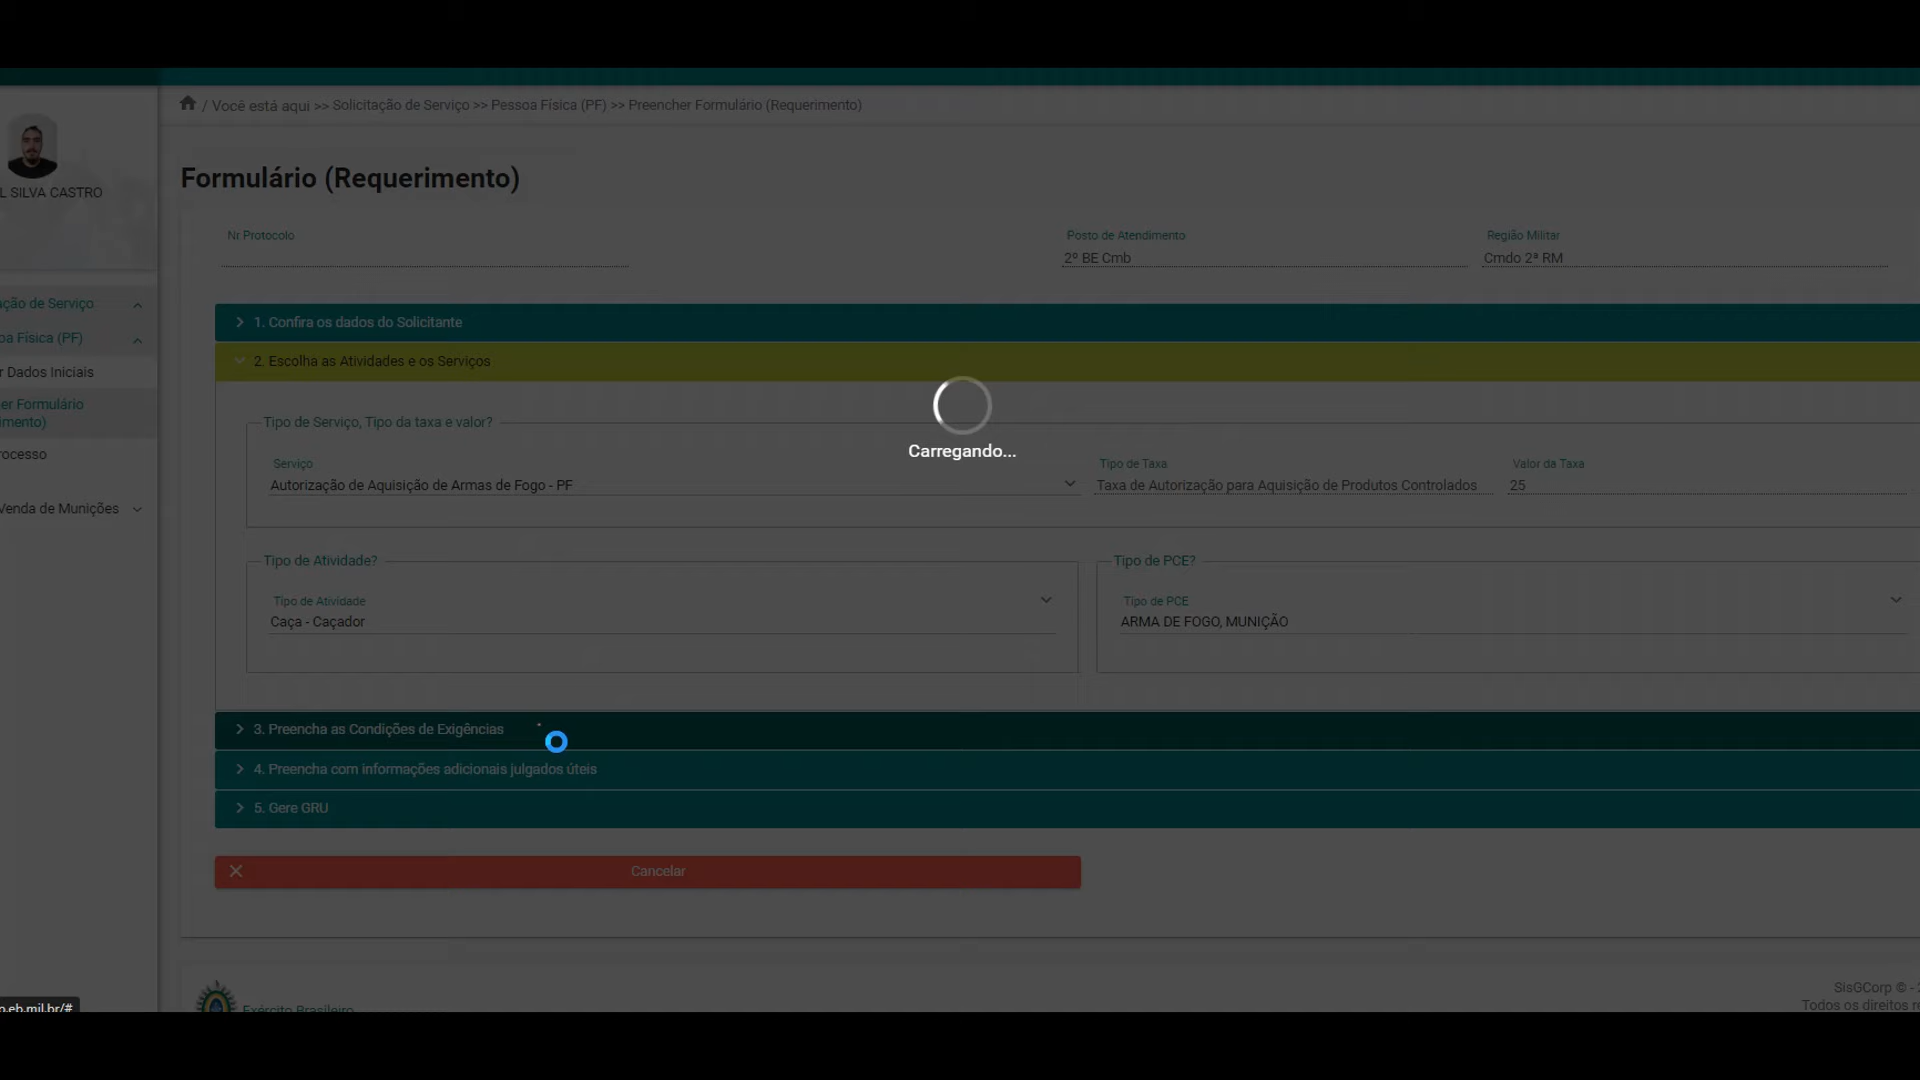 / Você está aqui >> Solicitação de Serviço >> Pessoa Física (PF) >> Preencher Formulário (Requerimento)
L SILVA CASTRO
ação de Serviço
oa Física (PF)
r Dados Iniciais
er Formulário
imento)
rocesso
Venda de Munições
Formulário (Requerimento)
Nr Protocolo
Posto de Atendimento
2º BE Cmb
Região Militar
Cmdo 2ª RM
1. Confira os dados do Solicitante
2. Escolha as Atividades e os Serviços
Tipo de Serviço, Tipo da taxa e valor?
Serviço
Autorização de Aquisição de Armas de Fogo - PF
Tipo de Taxa
Taxa de Autorização para Aquisição de Produtos Controlados
Valor da Taxa
25
Carregando...
Tipo de Atividade?
Tipo de Atividade
Caça - Caçador
Tipo de PCE?
Tipo de PCE
ARMA DE FOGO, MUNIÇÃO
3. Preencha as Condições de Exigências
4. Preencha com informações adicionais julgados úteis
5. Gere GRU
Cancelar
Exército Brasileiro
SisGCorp © - 2
Todos os direitos re
o.eb.mil.br/#